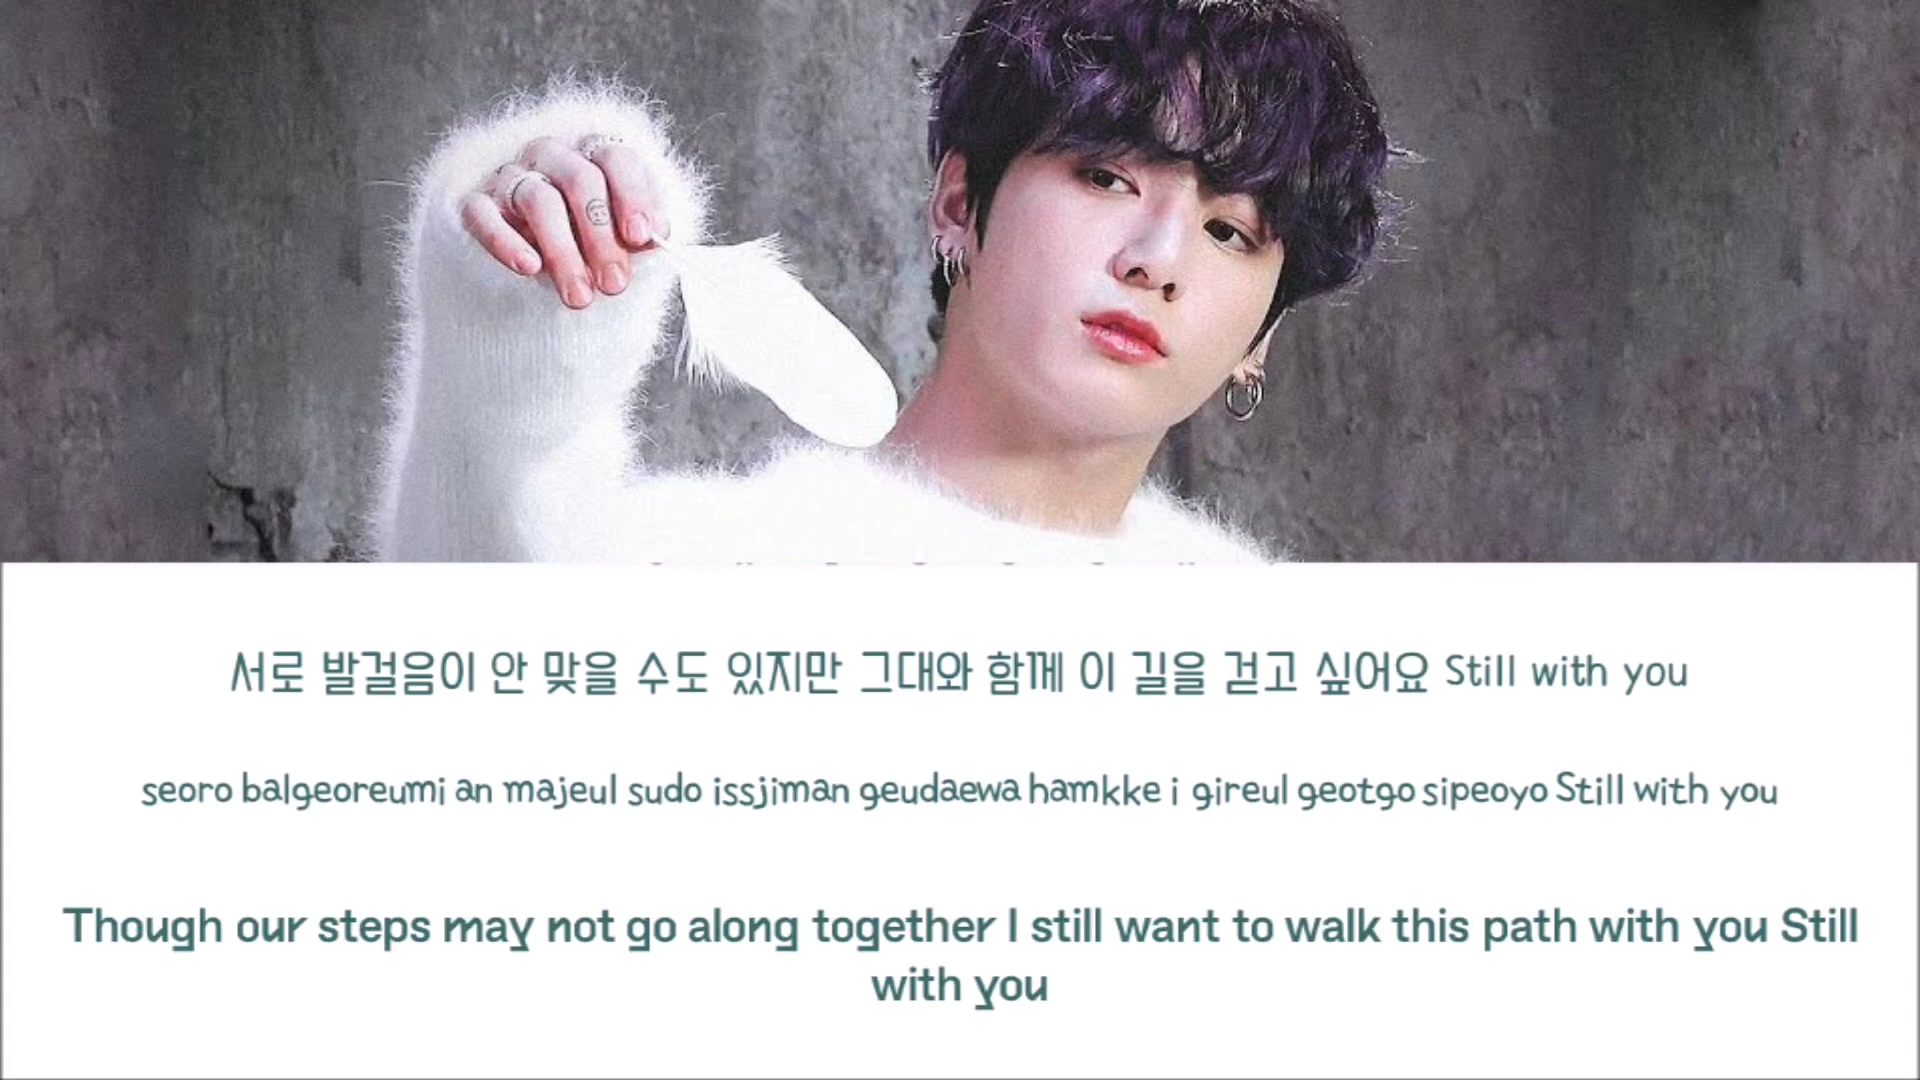 서로 발걸음이 안 맞을 수도 있지만 그대와 함께 이 길을 걷고 싶어요 Still with you
seoro balgeoreumi an majeul sudo issjiman geudaewa hamkke i gireul geotgo sipeoyo Still with you
Though our steps may not go along together I still want to walk this path with you Still
with you